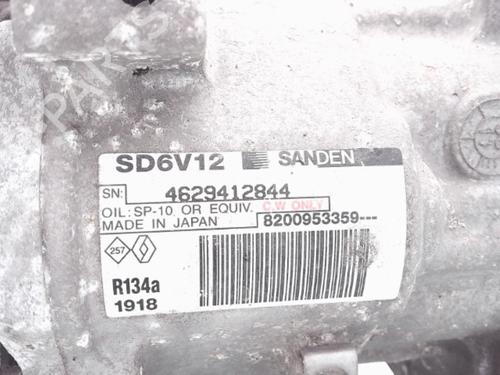 SD6V12 SANDEN
SN: 4629412844
OIL: SP-10, OR EQUIV. C.W ONLY
MADE IN JAPAN 8200953359---
257
R134a
1918